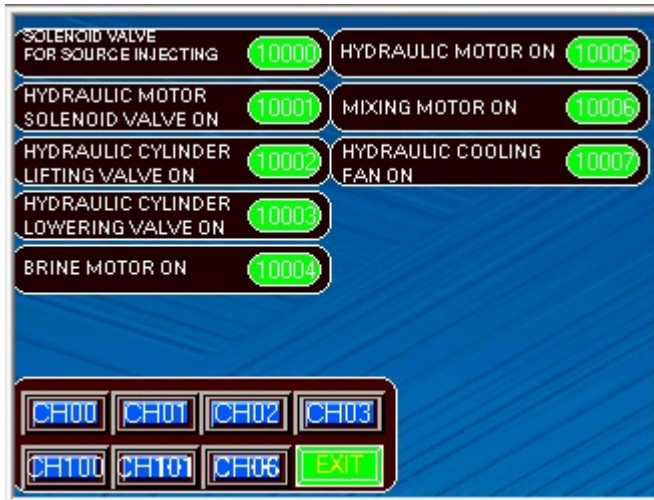 SOLENOID VALVE
FOR SOURCE INJECTING
10000
HYDRAULIC MOTOR
SOLENOID VALVE ON
10001
HYDRAULIC CYLINDER
LIFTING VALVE ON
10002
HYDRAULIC CYLINDER
LOWERING VALVE ON
10003
BRINE MOTOR ON
10004
HYDRAULIC MOTOR ON
10005
MIXING MOTOR ON
10006
HYDRAULIC COOLING
FAN ON
10007
CH00 CH01 CH02 CH03
CH100 CH101 CH06 EXIT